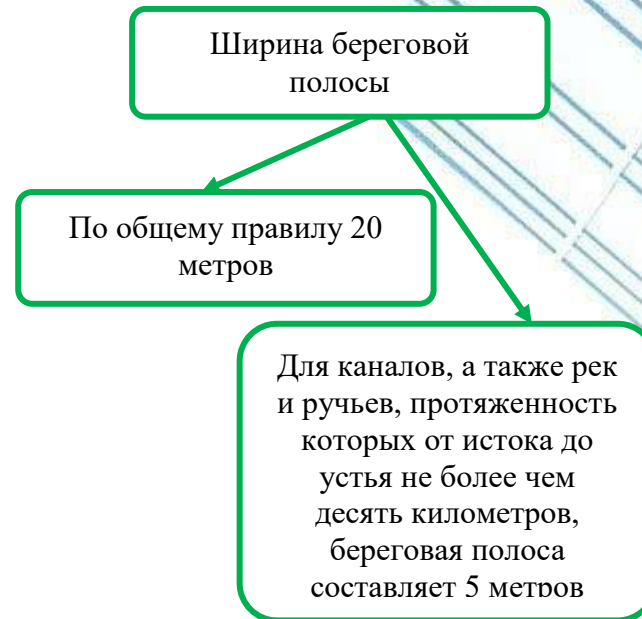 Ширина береговой
полосы
По общему правилу 20
метров
Для каналов, а также рек
и ручьев, протяженность
которых от истока до
устья не более чем
десять километров,
береговая полоса
составляет 5 метров